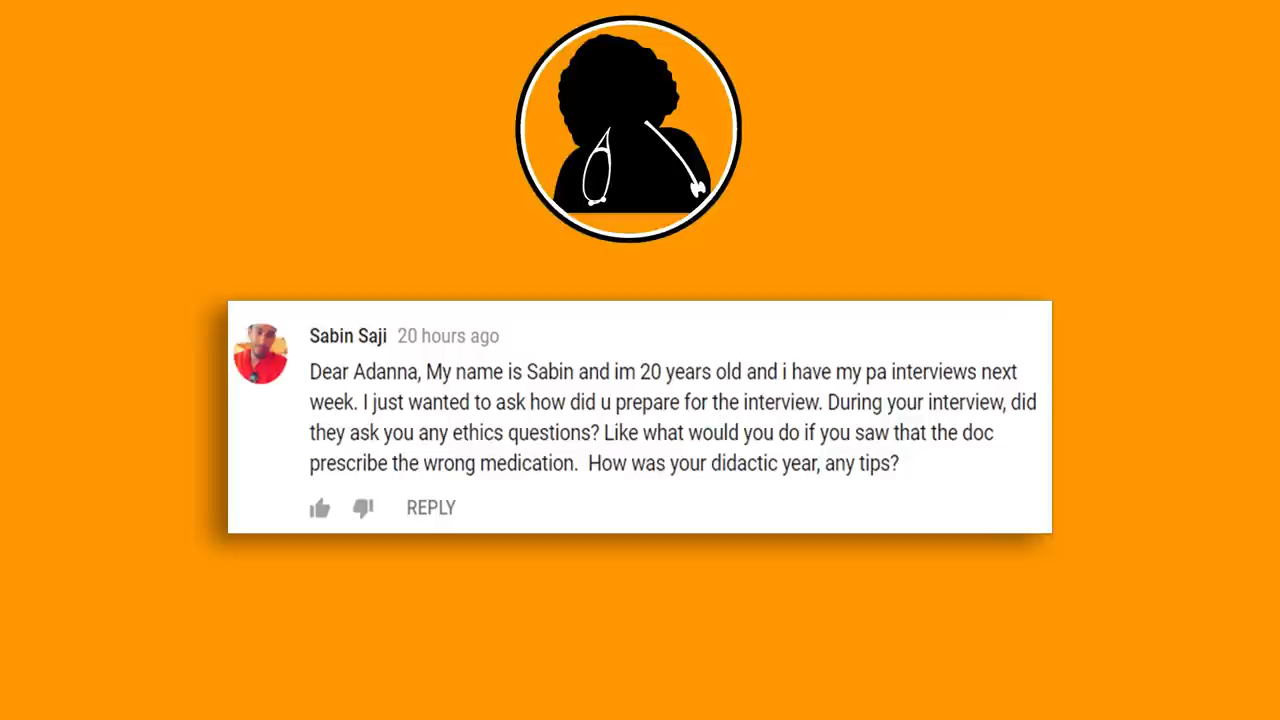 Sabin Saji 20 hours ago
Dear Adanna, My name is Sabin and im 20 years old and i have my pa interviews next
week. I just wanted to ask how did u prepare for the interview. During your interview, did
they ask you any ethics questions? Like what would you do if you saw that the doc
prescribe the wrong medication. How was your didactic year, any tips?
REPLY